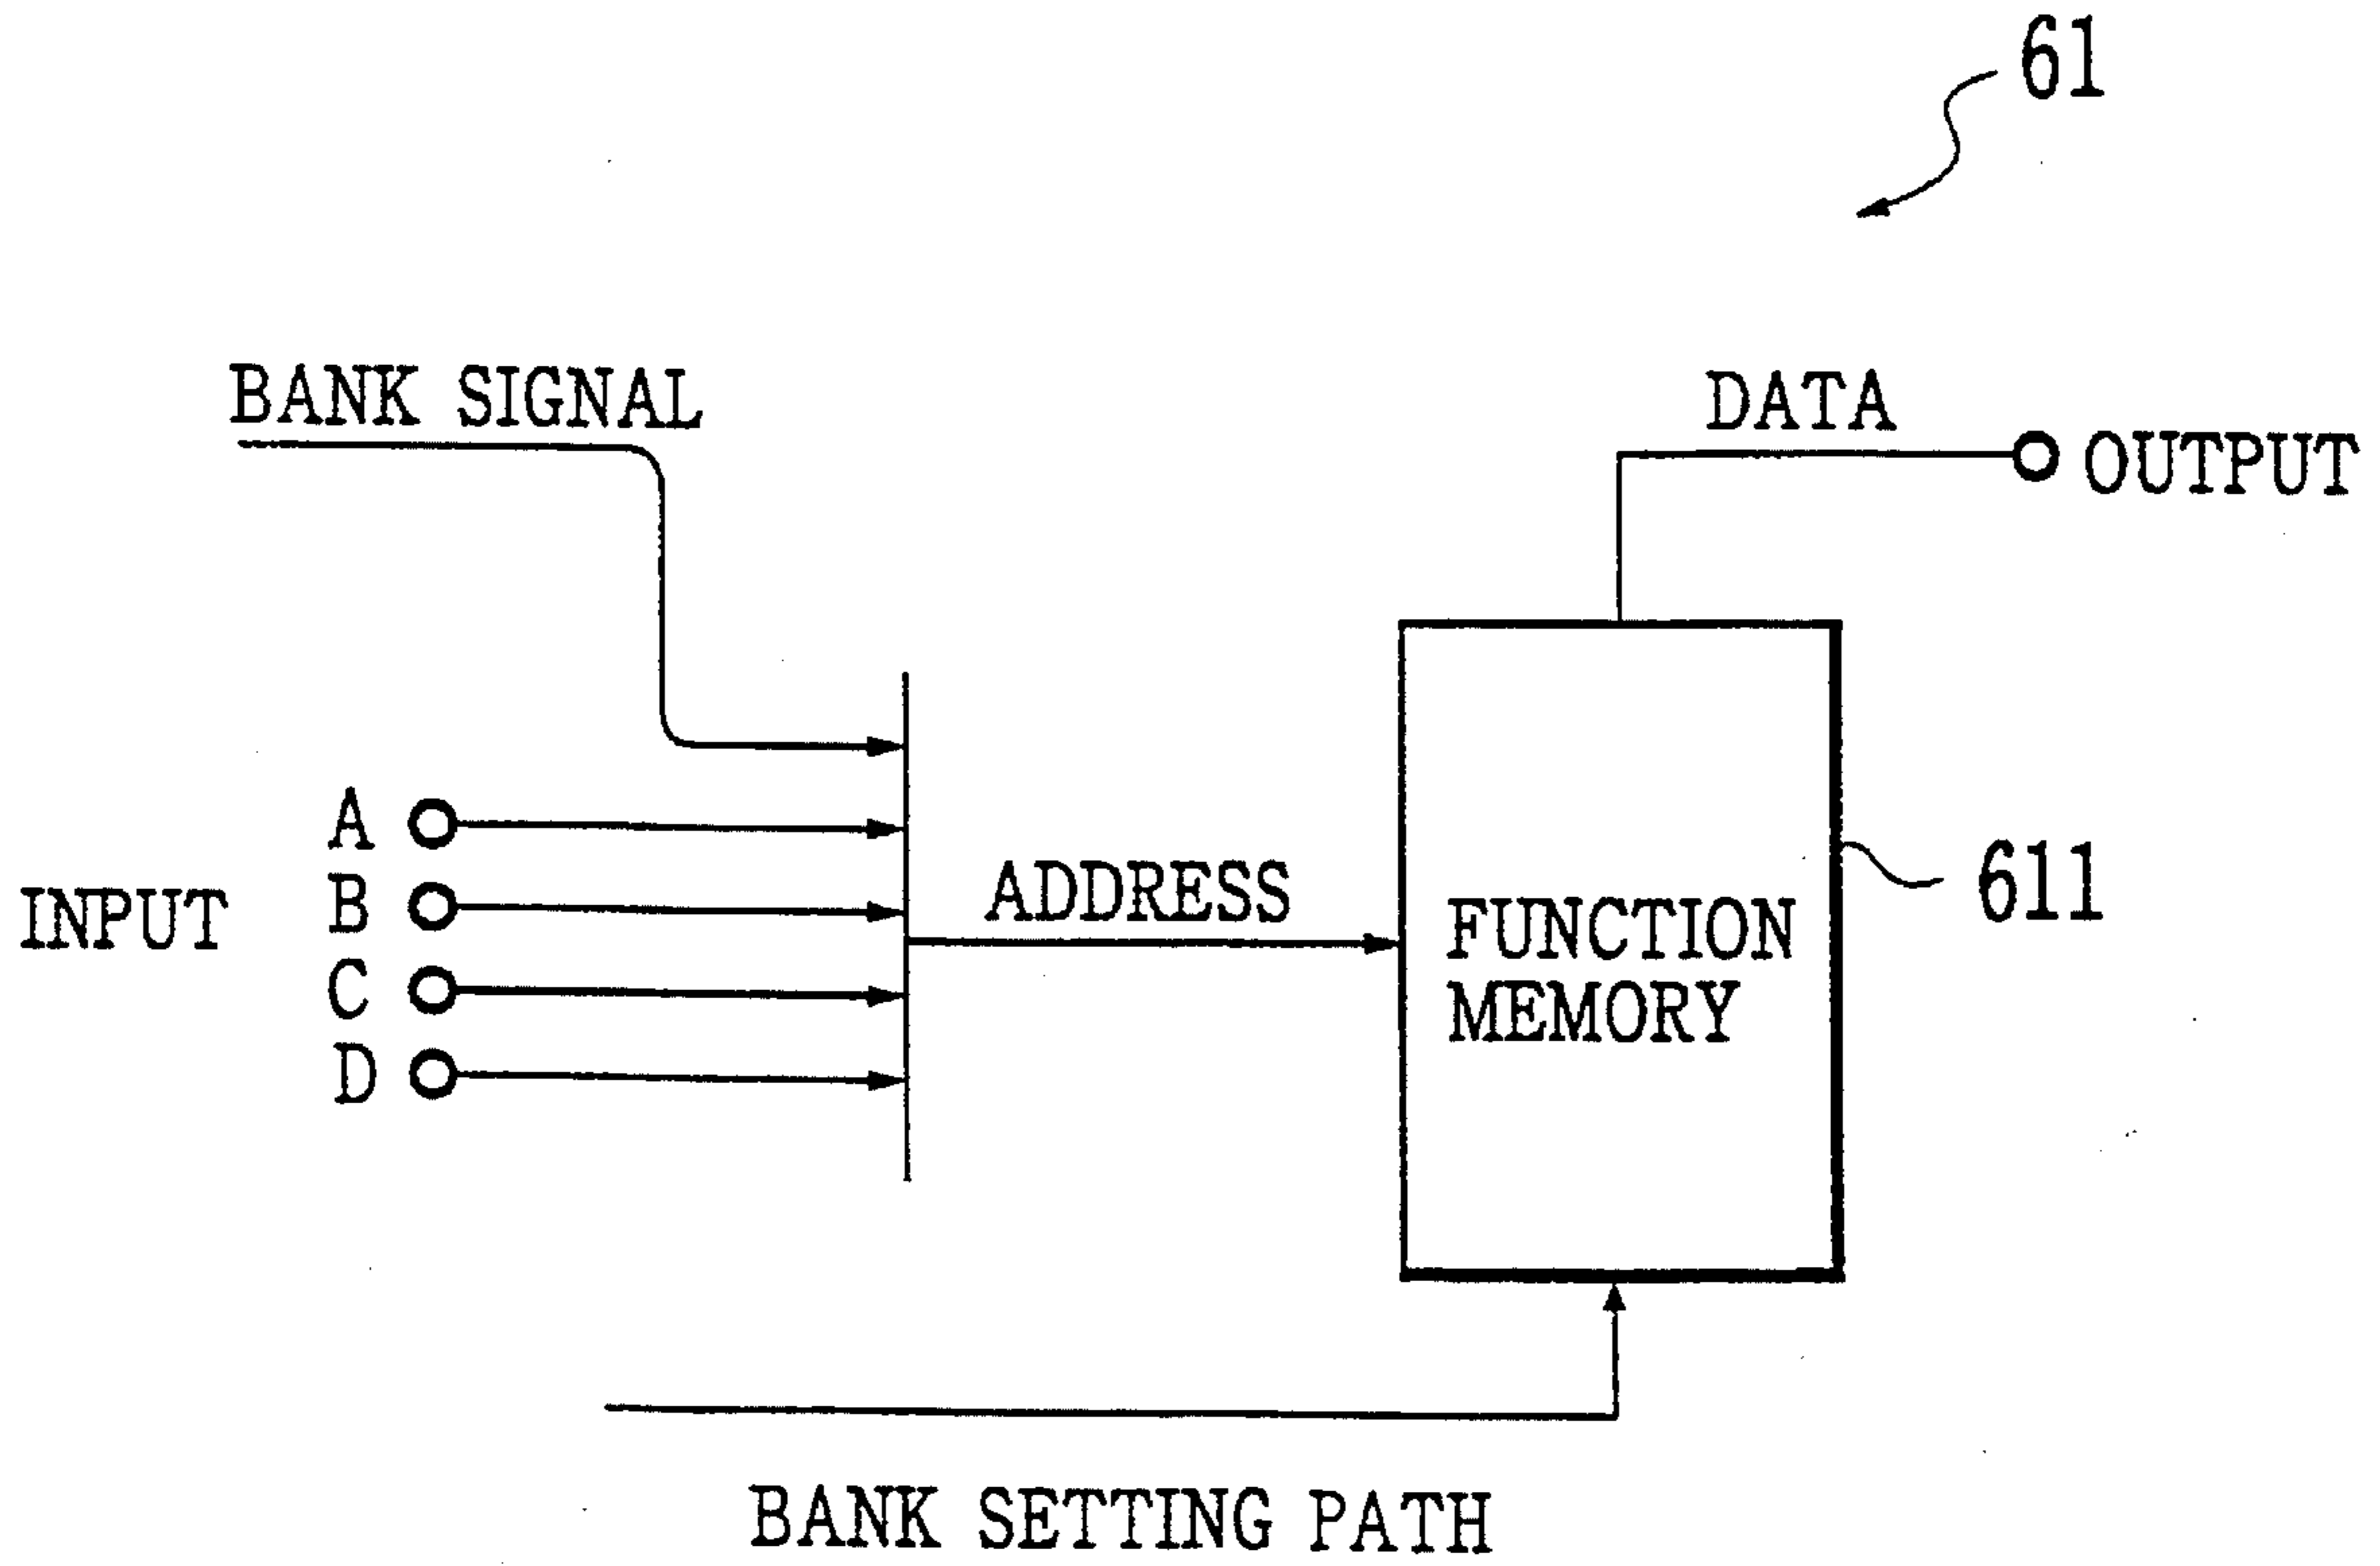 61
BANK SIGNAL
DATA
OUTPUT
A
B
INPUT
C
D
ADDRESS
FUNCTION
MEMORY
611
BANK SETTING PATH